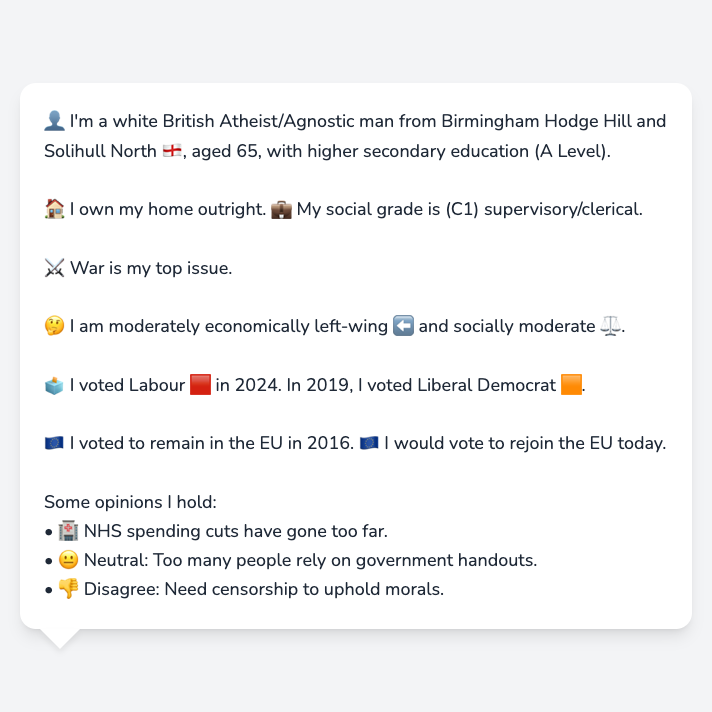 👤 I'm a white British Atheist/Agnostic man from Birmingham Hodge Hill and
Solihull North 🏴󠁧󠁢󠁥󠁮󠁧󠁿, aged 65, with higher secondary education (A Level).
🏠 I own my home outright. 💼 My social grade is (C1) supervisory/clerical.
⚔️ War is my top issue.
🤔 I am moderately economically left-wing ⬅️ and socially moderate ⚖️.
🗳️ I voted Labour 🟥 in 2024. In 2019, I voted Liberal Democrat 🟧.
🇪🇺 I voted to remain in the EU in 2016. 🇪🇺 I would vote to rejoin the EU today.
Some opinions I hold:
• 🏥 NHS spending cuts have gone too far.
• 😐 Neutral: Too many people rely on government handouts.
• 👎 Disagree: Need censorship to uphold morals.